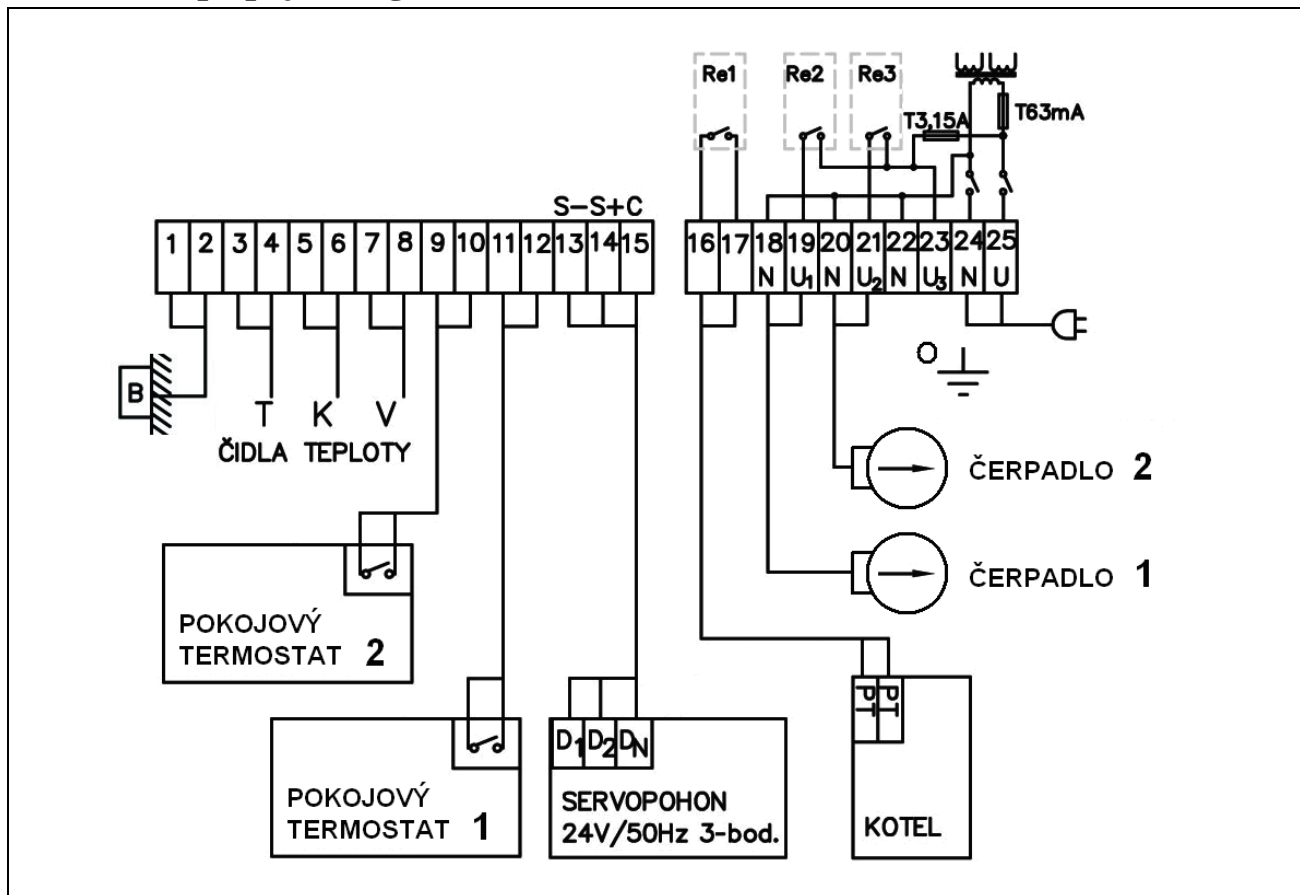 Re1 Re2 Re3
T3,15A T63mA
S- S+ C
1 2 3 4 5 6 7 8 9 10 11 12 13 14 15
16 17 18 19 20 21 22 23 24 25
N U1 N U2 N U3 N U
O
B
T K V
ČIDLA TEPLOTY
ČERPADLO 2
ČERPADLO 1
POKOJOVÝ
TERMOSTAT 2
PT PT
D1 D2 DN
POKOJOVÝ
TERMOSTAT 1
SERVOPOHON
24V/50Hz 3-bod.
KOTEL